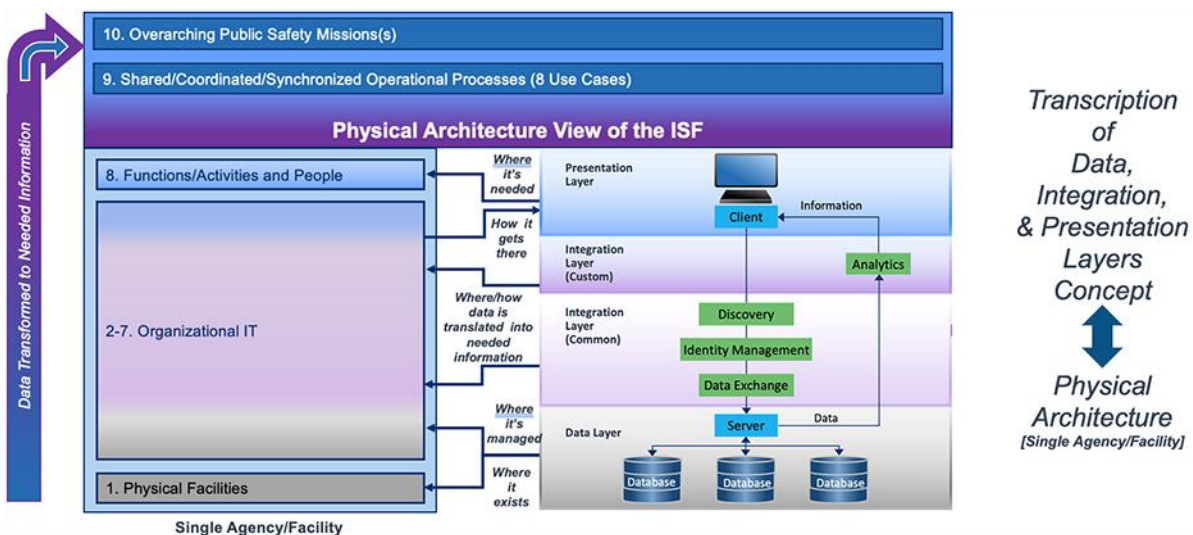 10. Overarching Public Safety Missions(s)
9. Shared/Coordinated/Synchronized Operational Processes (8 Use Cases)
Physical Architecture View of the ISF
Data Transformed to Needed Information
8. Functions/Activities and People
2-7. Organizational IT
1. Physical Facilities
Single Agency/Facility
Where
it's
needed
How it
gets
there
Where/how
data is
translated into
needed
information
Where
it's
managed
Where
it
exists
Presentation
Layer
Client
Information
Integration
Layer
(Custom)
Analytics
Integration
Layer
(Common)
Discovery
Identity Management
Data Exchange
Data Layer
Server
Data
Database
Database
Database
Transcription
of
Data,
Integration,
& Presentation
Layers
Concept
Physical
Architecture
[Single Agency/Facility]